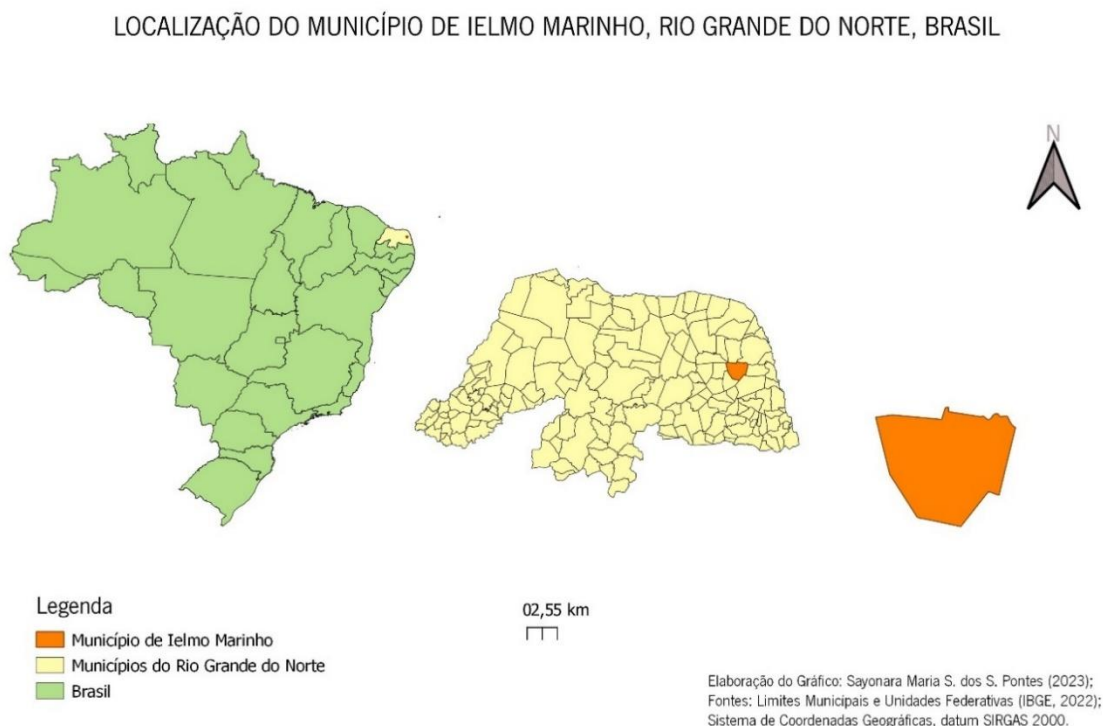 LOCALIZAÇÃO DO MUNICÍPIO DE IELMO MARINHO, RIO GRANDE DO NORTE, BRASIL
N
Legenda
Município de Ielmo Marinho
Municípios do Rio Grande do Norte
Brasil
02,55 km
Elaboração do Gráfico: Sayonara Maria S. dos S. Pontes (2023);
Fontes: Limites Municipais e Unidades Federativas (IBGE, 2022);
Sistema de Coordenadas Geográficas, datum SIRGAS 2000.